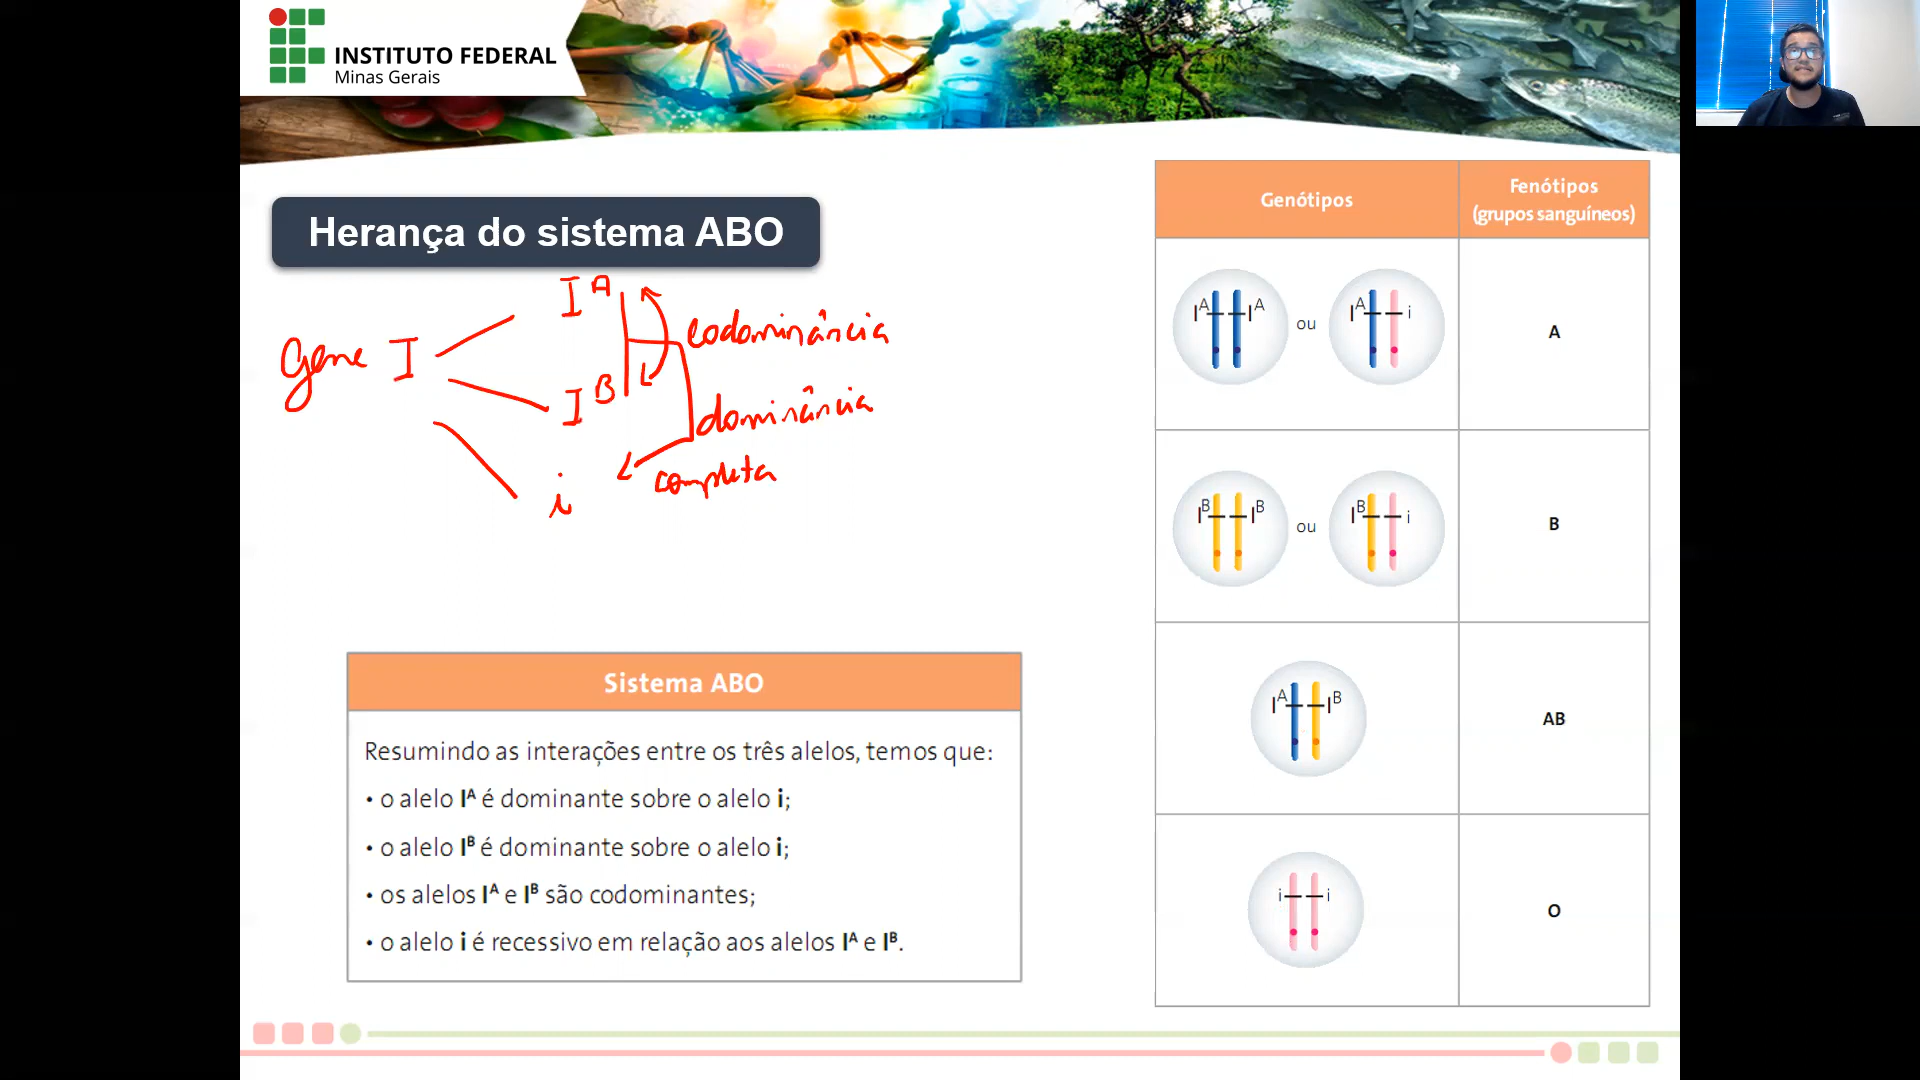 INSTITUTO FEDERAL
Minas Gerais
Herança do sistema ABO
Gene I
I^A
I^B
i
codominância
dominância
completa
Sistema ABO
Resumindo as interações entre os três alelos, temos que:
• o alelo I^A é dominante sobre o alelo i;
• o alelo I^B é dominante sobre o alelo i;
• os alelos I^A e I^B são codominantes;
• o alelo i é recessivo em relação aos alelos I^A e I^B.
Genótipos
Fenótipos
(grupos sanguíneos)
I^A I^A ou I^A i
A
I^B I^B ou I^B i
B
I^A I^B
AB
i i
O